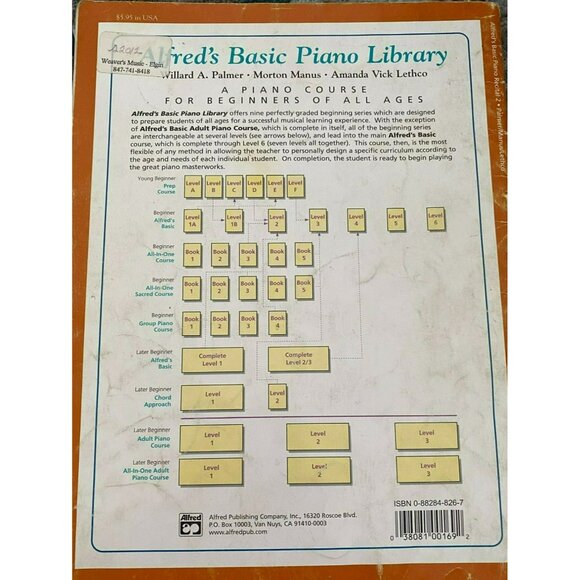 $5.95 in USA
Weaver's Music - Elgin
847-741-8418
Alfred's Basic Piano Library
Willard A. Palmer • Morton Manus • Amanda Vick Lethco
A PIANO COURSE
FOR BEGINNERS OF ALL AGES
Alfred's Basic Piano Library offers nine perfectly-graded beginning series which are designed
to prepare students of all ages for a successful musical learning experience. With the exception
of Alfred's Basic Adult Piano Course, which is complete in itself, all of the beginning series
are interchangeable at several levels (see arrows below), and lead into the main Alfred's Basic
course, which is complete through Level 6 (seven levels all together). This course, then, is the most
flexible of any method in allowing the teacher to personally design a specific curriculum according to
the age and needs of each individual student. On completion, the student is ready to begin playing
the great piano masterworks.
Young Beginner
Prep
Course
Level A
Level B
Level C
Level D
Level E
Level F
Beginner
Alfred's
Basic
Level 1A
Level 1B
Level 2
Level 3
Level 4
Level 5
Level 6
Beginner
All-In-One
Course
Book 1
Book 2
Book 3
Book 4
Book 5
Beginner
All-In-One
Sacred Course
Book 1
Book 2
Book 3
Book 4
Book 5
Beginner
Group Piano
Course
Book 1
Book 2
Book 3
Book 4
Later Beginner
Alfred's
Basic
Complete
Level 1
Complete
Level 2/3
Later Beginner
Chord
Approach
Level 1
Level 2
Later Beginner
Adult Piano
Course
Level 1
Level 2
Level 3
Later Beginner
All-In-One Adult
Piano Course
Level 1
Level 2
Level 3
Alfred
Alfred Publishing Company, Inc., 16320 Roscoe Blvd.
P.O. Box 10003, Van Nuys, CA 91410-0003
www.alfredpub.com
ISBN 0-88284-826-7
0 38081 00169 2
Alfred's Basic Piano Recital 2 • Palmer/Manus/Lethco